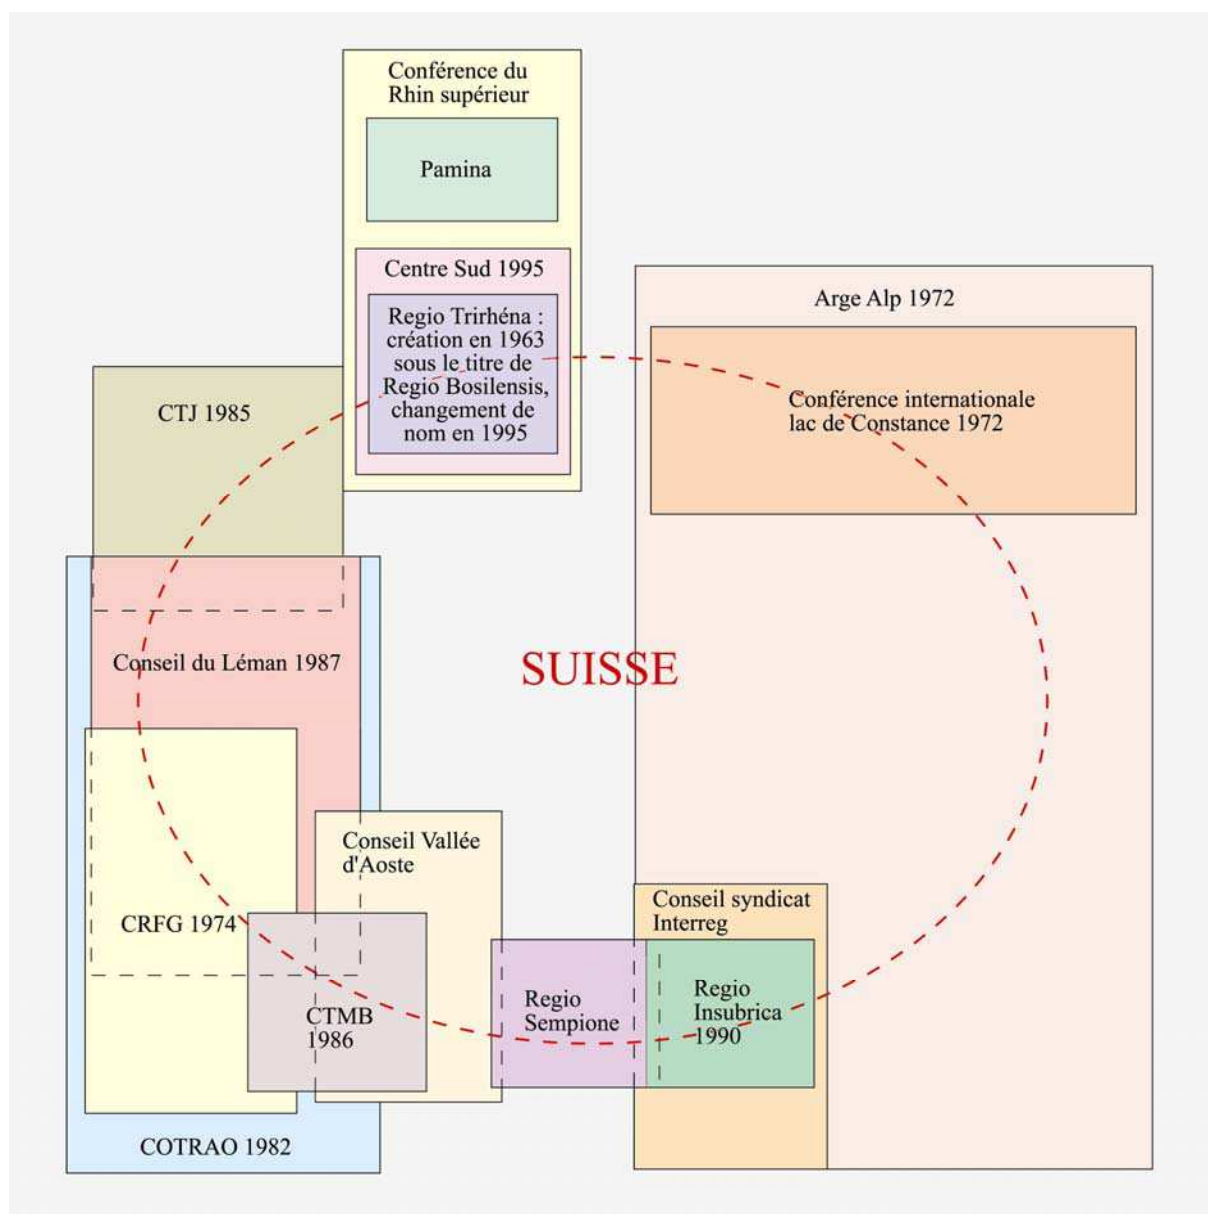 Conférence du
Rhin supérieur
Pamina
Centre Sud 1995
Regio Trirhéna :
création en 1963
sous le titre de
Regio Bosilensis,
changement de
nom en 1995
Arge Alp 1972
Conférence internationale
lac de Constance 1972
CTJ 1985
Conseil du Léman 1987
SUISSE
Conseil Vallée
d'Aoste
CRFG 1974
CTMB
1986
Conseil syndicat
Interreg
Regio
Sempione
Regio
Insubrica
1990
COTRAO 1982